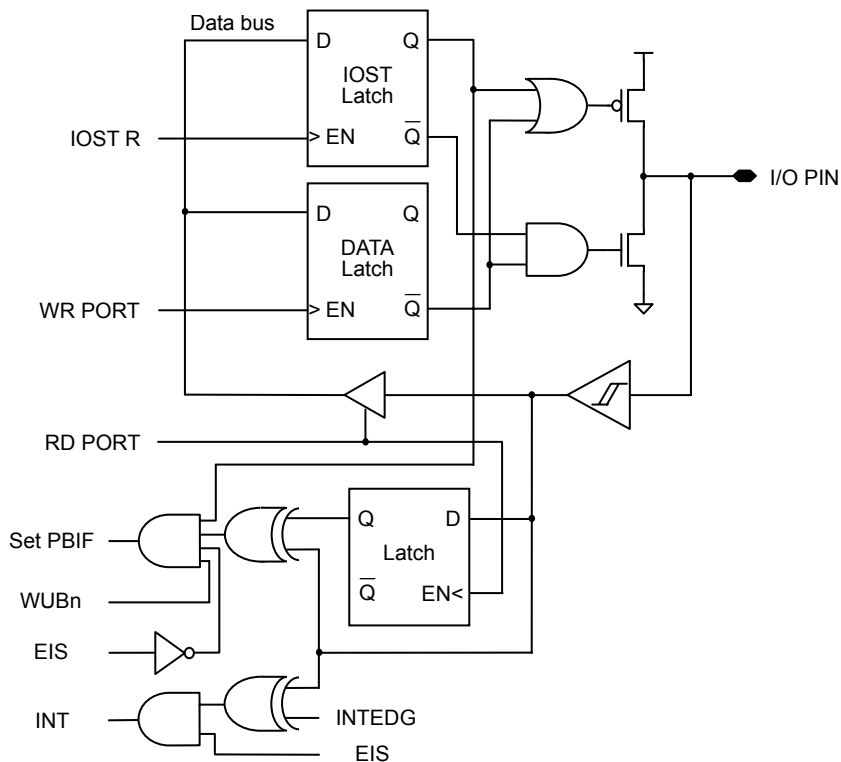 Data bus
D
Q
IOST
Latch
IOST R
> EN
Q̅
D
Q
DATA
Latch
WR PORT
> EN
Q̅
I/O PIN
RD PORT
Q
D
Latch
Q̅
EN<
Set PBIF
WUBn
EIS
INT
INTEDG
EIS